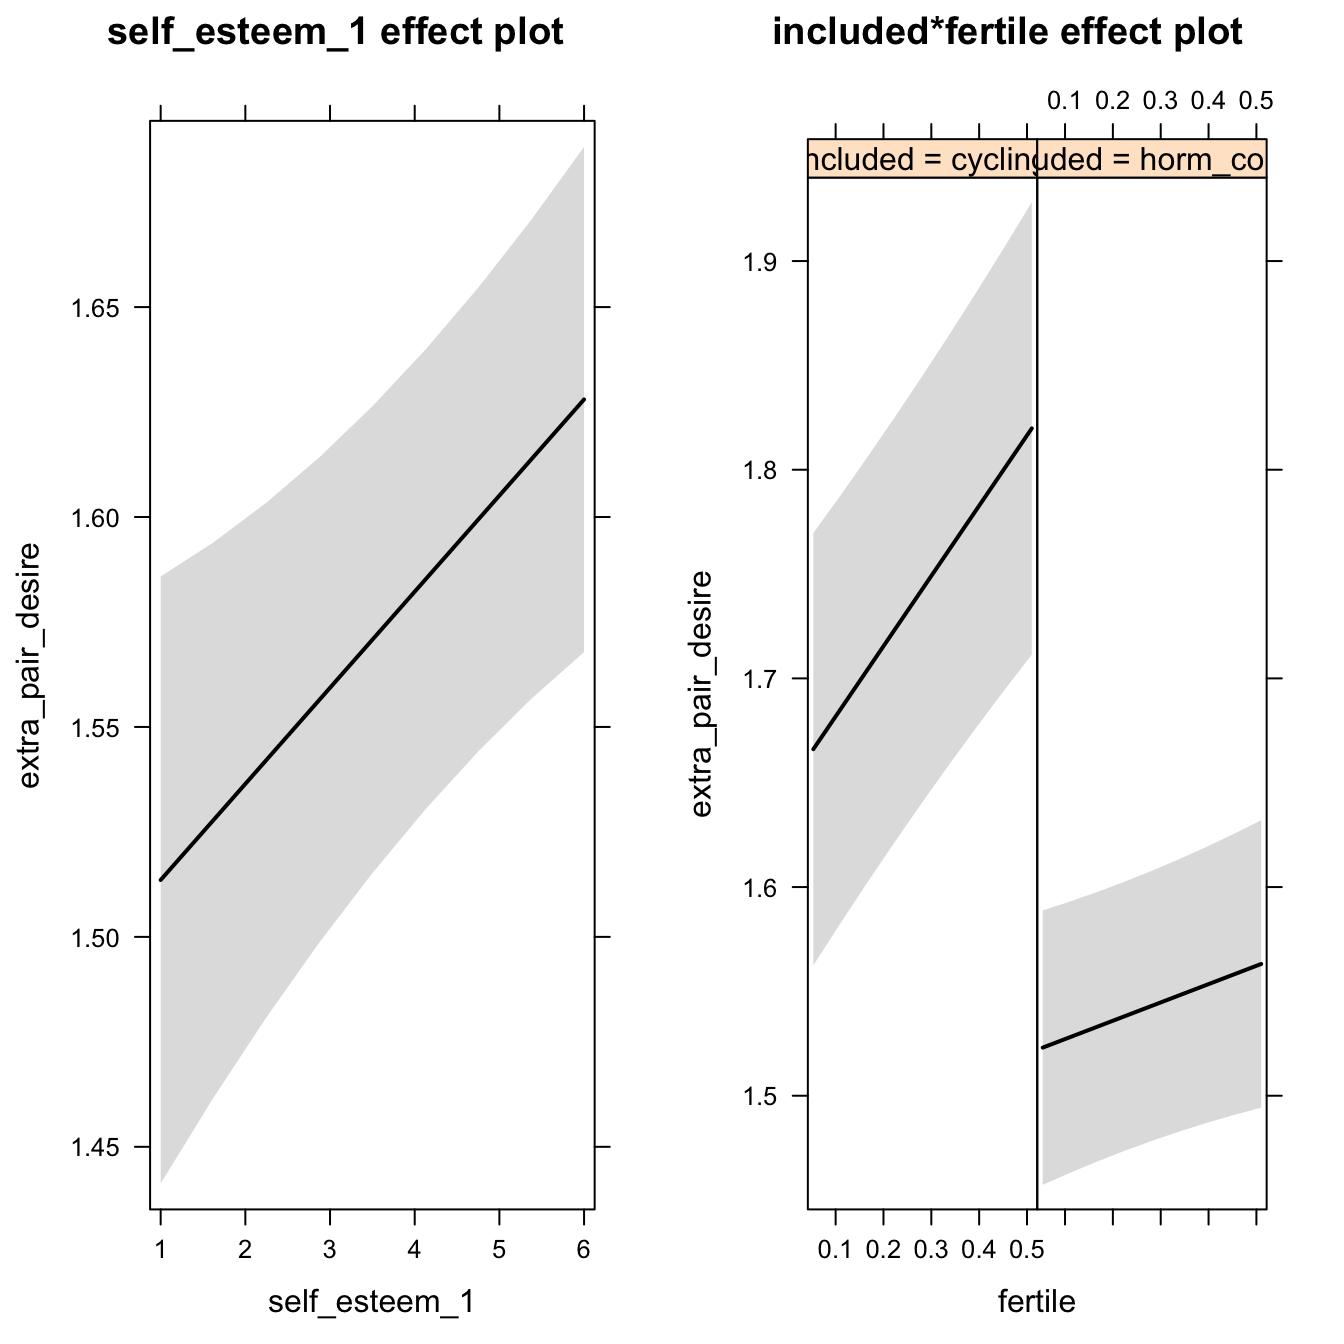 self_esteem_1 effect plot
1.65
1.60
1.55
1.50
1.45
extra_pair_desire
1 2 3 4 5 6
self_esteem_1
included*fertile effect plot
0.1 0.2 0.3 0.4 0.5
ncluded = cycling
uded = horm_co
1.9
1.8
1.7
1.6
1.5
extra_pair_desire
0.1 0.2 0.3 0.4 0.5
fertile